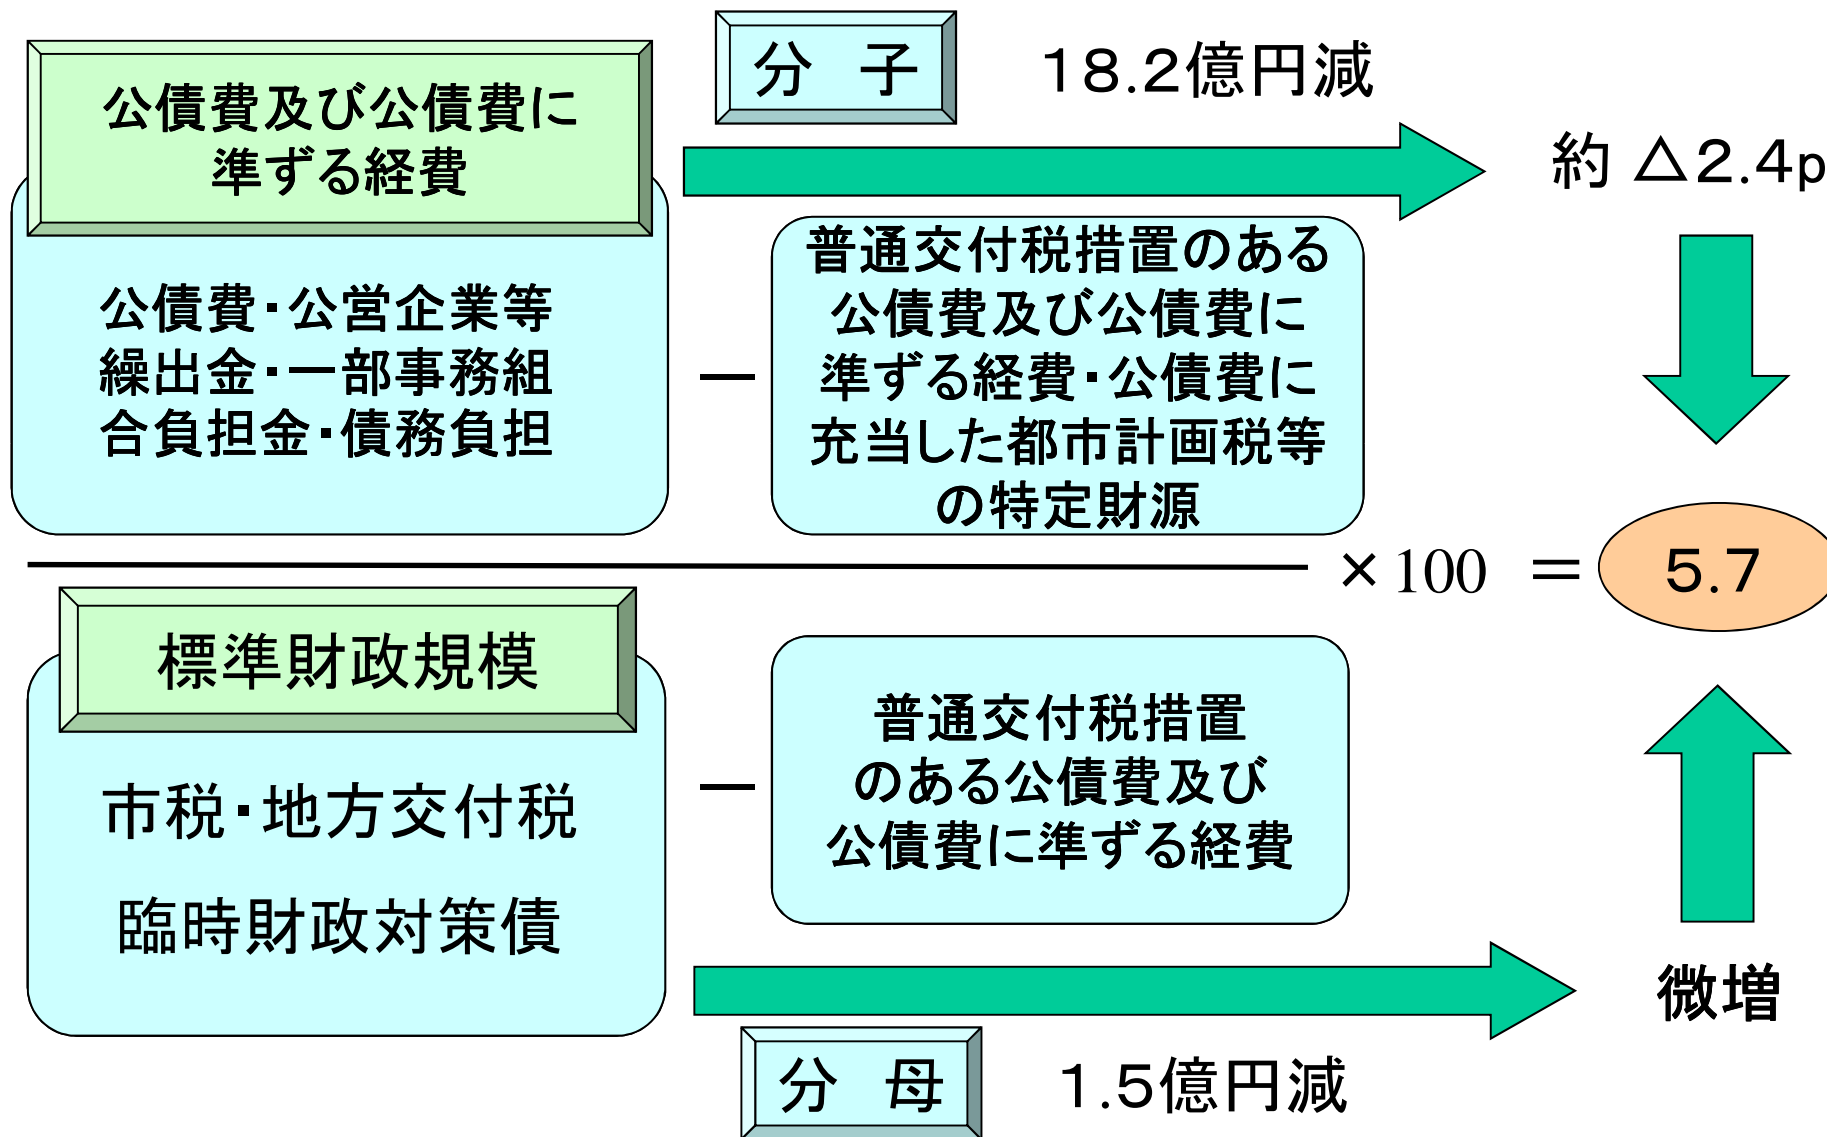 分　子
１８.２億円減
公債費及び公債費に
準ずる経費
約 △２.４p
公債費・公営企業等
繰出金・一部事務組
合負担金・債務負担
－
普通交付税措置のある
公債費及び公債費に
準ずる経費・公債費に
充当した都市計画税等
の特定財源
×100 ＝
５.７
標準財政規模
市税・地方交付税
臨時財政対策債
－
普通交付税措置
のある公債費及び
公債費に準ずる経費
微増
分　母
１.５億円減